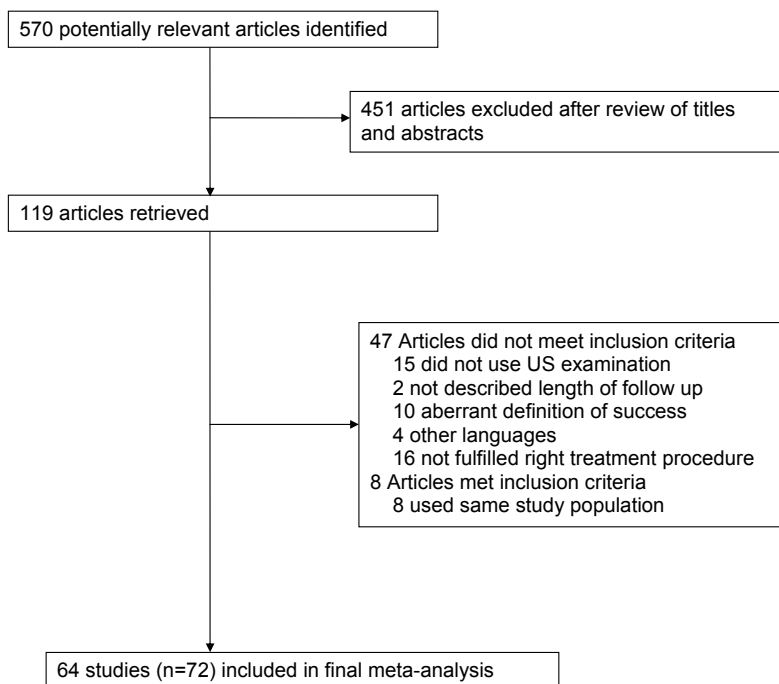 570 potentially relevant articles identified
451 articles excluded after review of titles
and abstracts
119 articles retrieved
47 Articles did not meet inclusion criteria
15 did not use US examination
2 not described length of follow up
10 aberrant definition of success
4 other languages
16 not fulfilled right treatment procedure
8 Articles met inclusion criteria
8 used same study population
64 studies (n=72) included in final meta-analysis